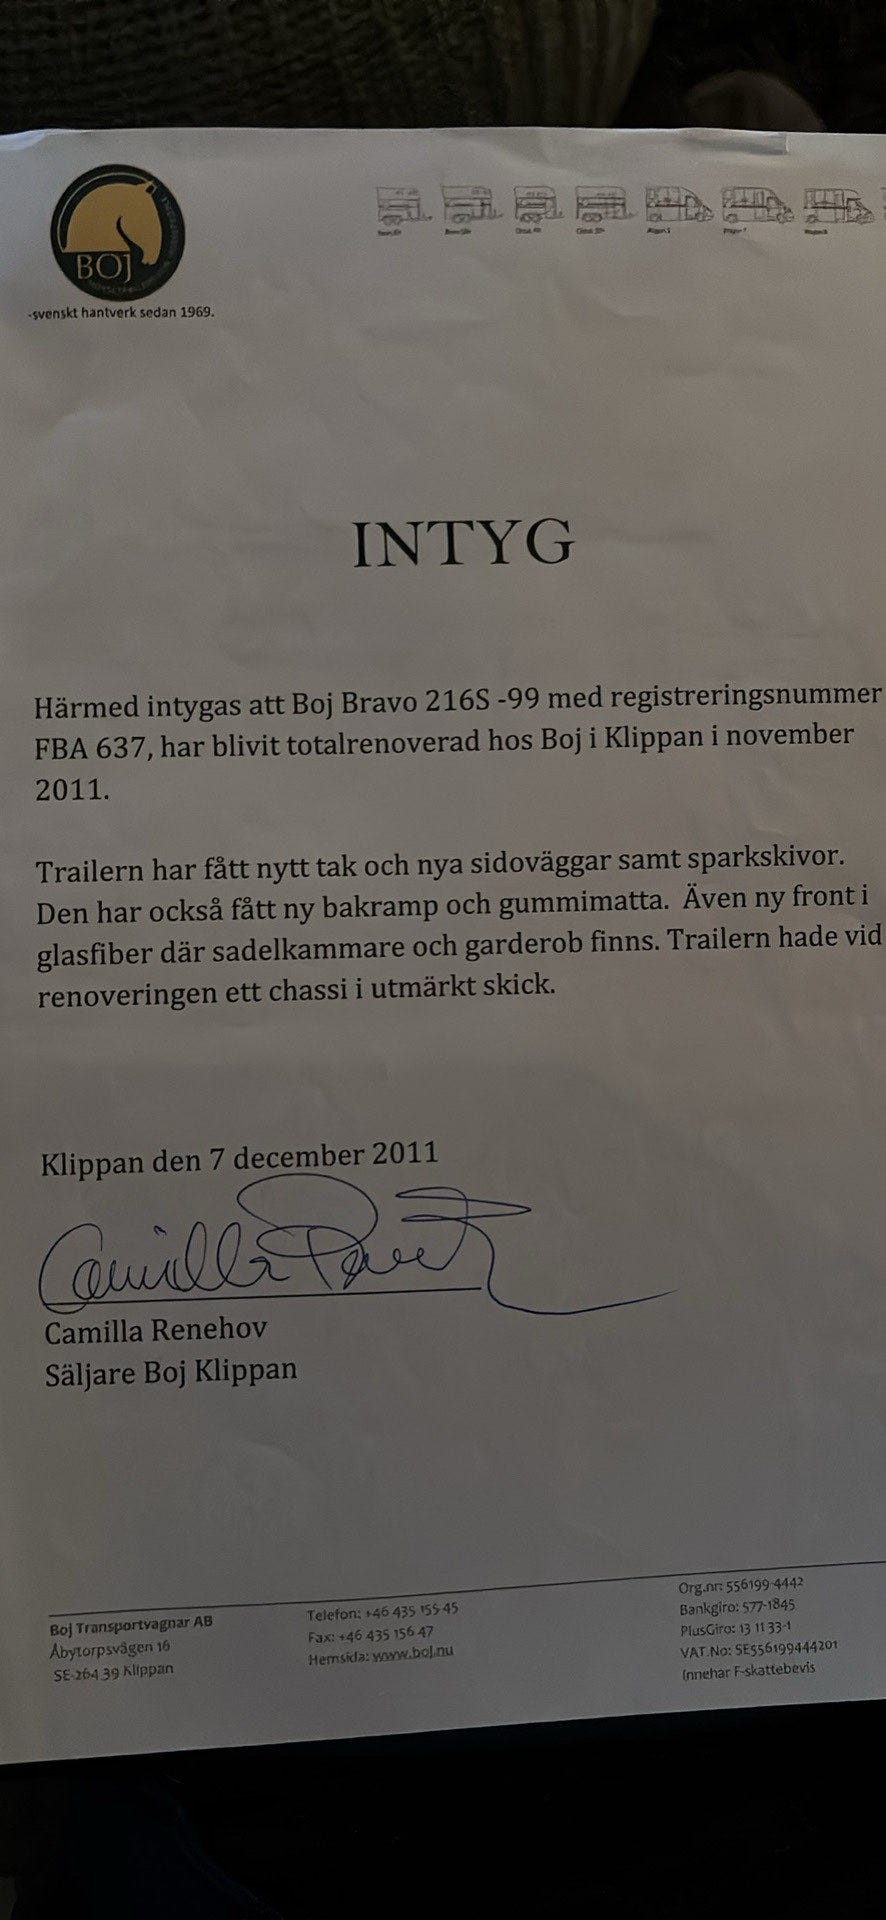 BOJ
-svenskt hantverk sedan 1969.
INTYG
Härmed intygas att Boj Bravo 216S -99 med registreringsnummer
FBA 637, har blivit totalrenoverad hos Boj i Klippan i november
2011.
Trailern har fått nytt tak och nya sidoväggar samt sparkskivor.
Den har också fått ny bakramp och gummimatta. Även ny front i
glasfiber där sadelkammare och garderob finns. Trailern hade vid
renoveringen ett chassi i utmärkt skick.
Klippan den 7 december 2011
Camilla
Camilla Renehov
Säljare Boj Klippan
Boj Transportvagnar AB
Åbytorpsvägen 16
SE-264 39 Klippan
Telefon: +46 435 155 45
Fax: +46 435 156 47
Hemsida: www.boj.nu
Org.nr: 556199-4442
Bankgiro: 577-1845
PlusGiro: 13 11 33-1
VAT.No: SE556199444201
Innehar F-skattebevis